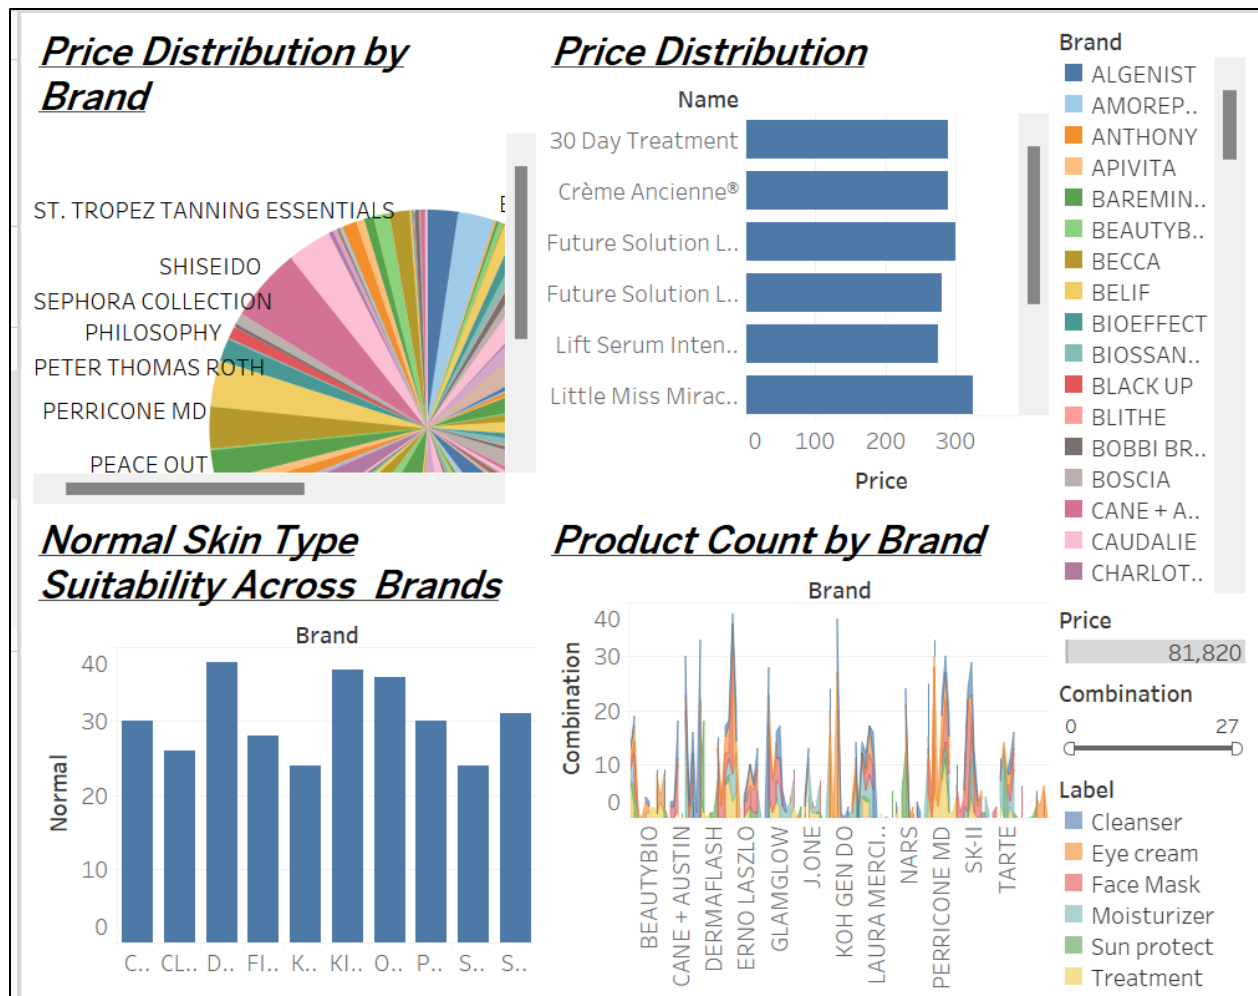 Price Distribution by
Brand
ST. TROPEZ TANNING ESSENTIALS
SHISEIDO
SEPHORA COLLECTION
PHILOSOPHY
PETER THOMAS ROTH
PERRICONE MD
PEACE OUT
Price Distribution
Name
30 Day Treatment
Crème Ancienne®
Future Solution L..
Future Solution L..
Lift Serum Inten..
Little Miss Mirac..
0 100 200 300
Price
Brand
ALGENIST
AMOREP..
ANTHONY
APIVITA
BAREMIN..
BEAUTYB..
BECCA
BELIF
BIOEFFECT
BIOSSAN..
BLACK UP
BLITHE
BOBBI BR..
BOSCIA
CANE + A..
CAUDALIE
CHARLOT..
Price
81,820
Combination
0 27
Label
Cleanser
Eye cream
Face Mask
Moisturizer
Sun protect
Treatment
Normal Skin Type
Suitability Across Brands
Brand
Normal
40
30
20
10
0
C.. CL.. D.. FI.. K.. KI.. O.. P.. S.. S..
Product Count by Brand
Brand
Combination
40
30
20
10
0
BEAUTYBIO
CANE + AUSTIN
DERMAFLASH
ERNO LASZLO
GLAMGLOW
J.ONE
KOH GEN DO
LAURA MERCI..
NARS
PERRICONE MD
SK-II
TARTE